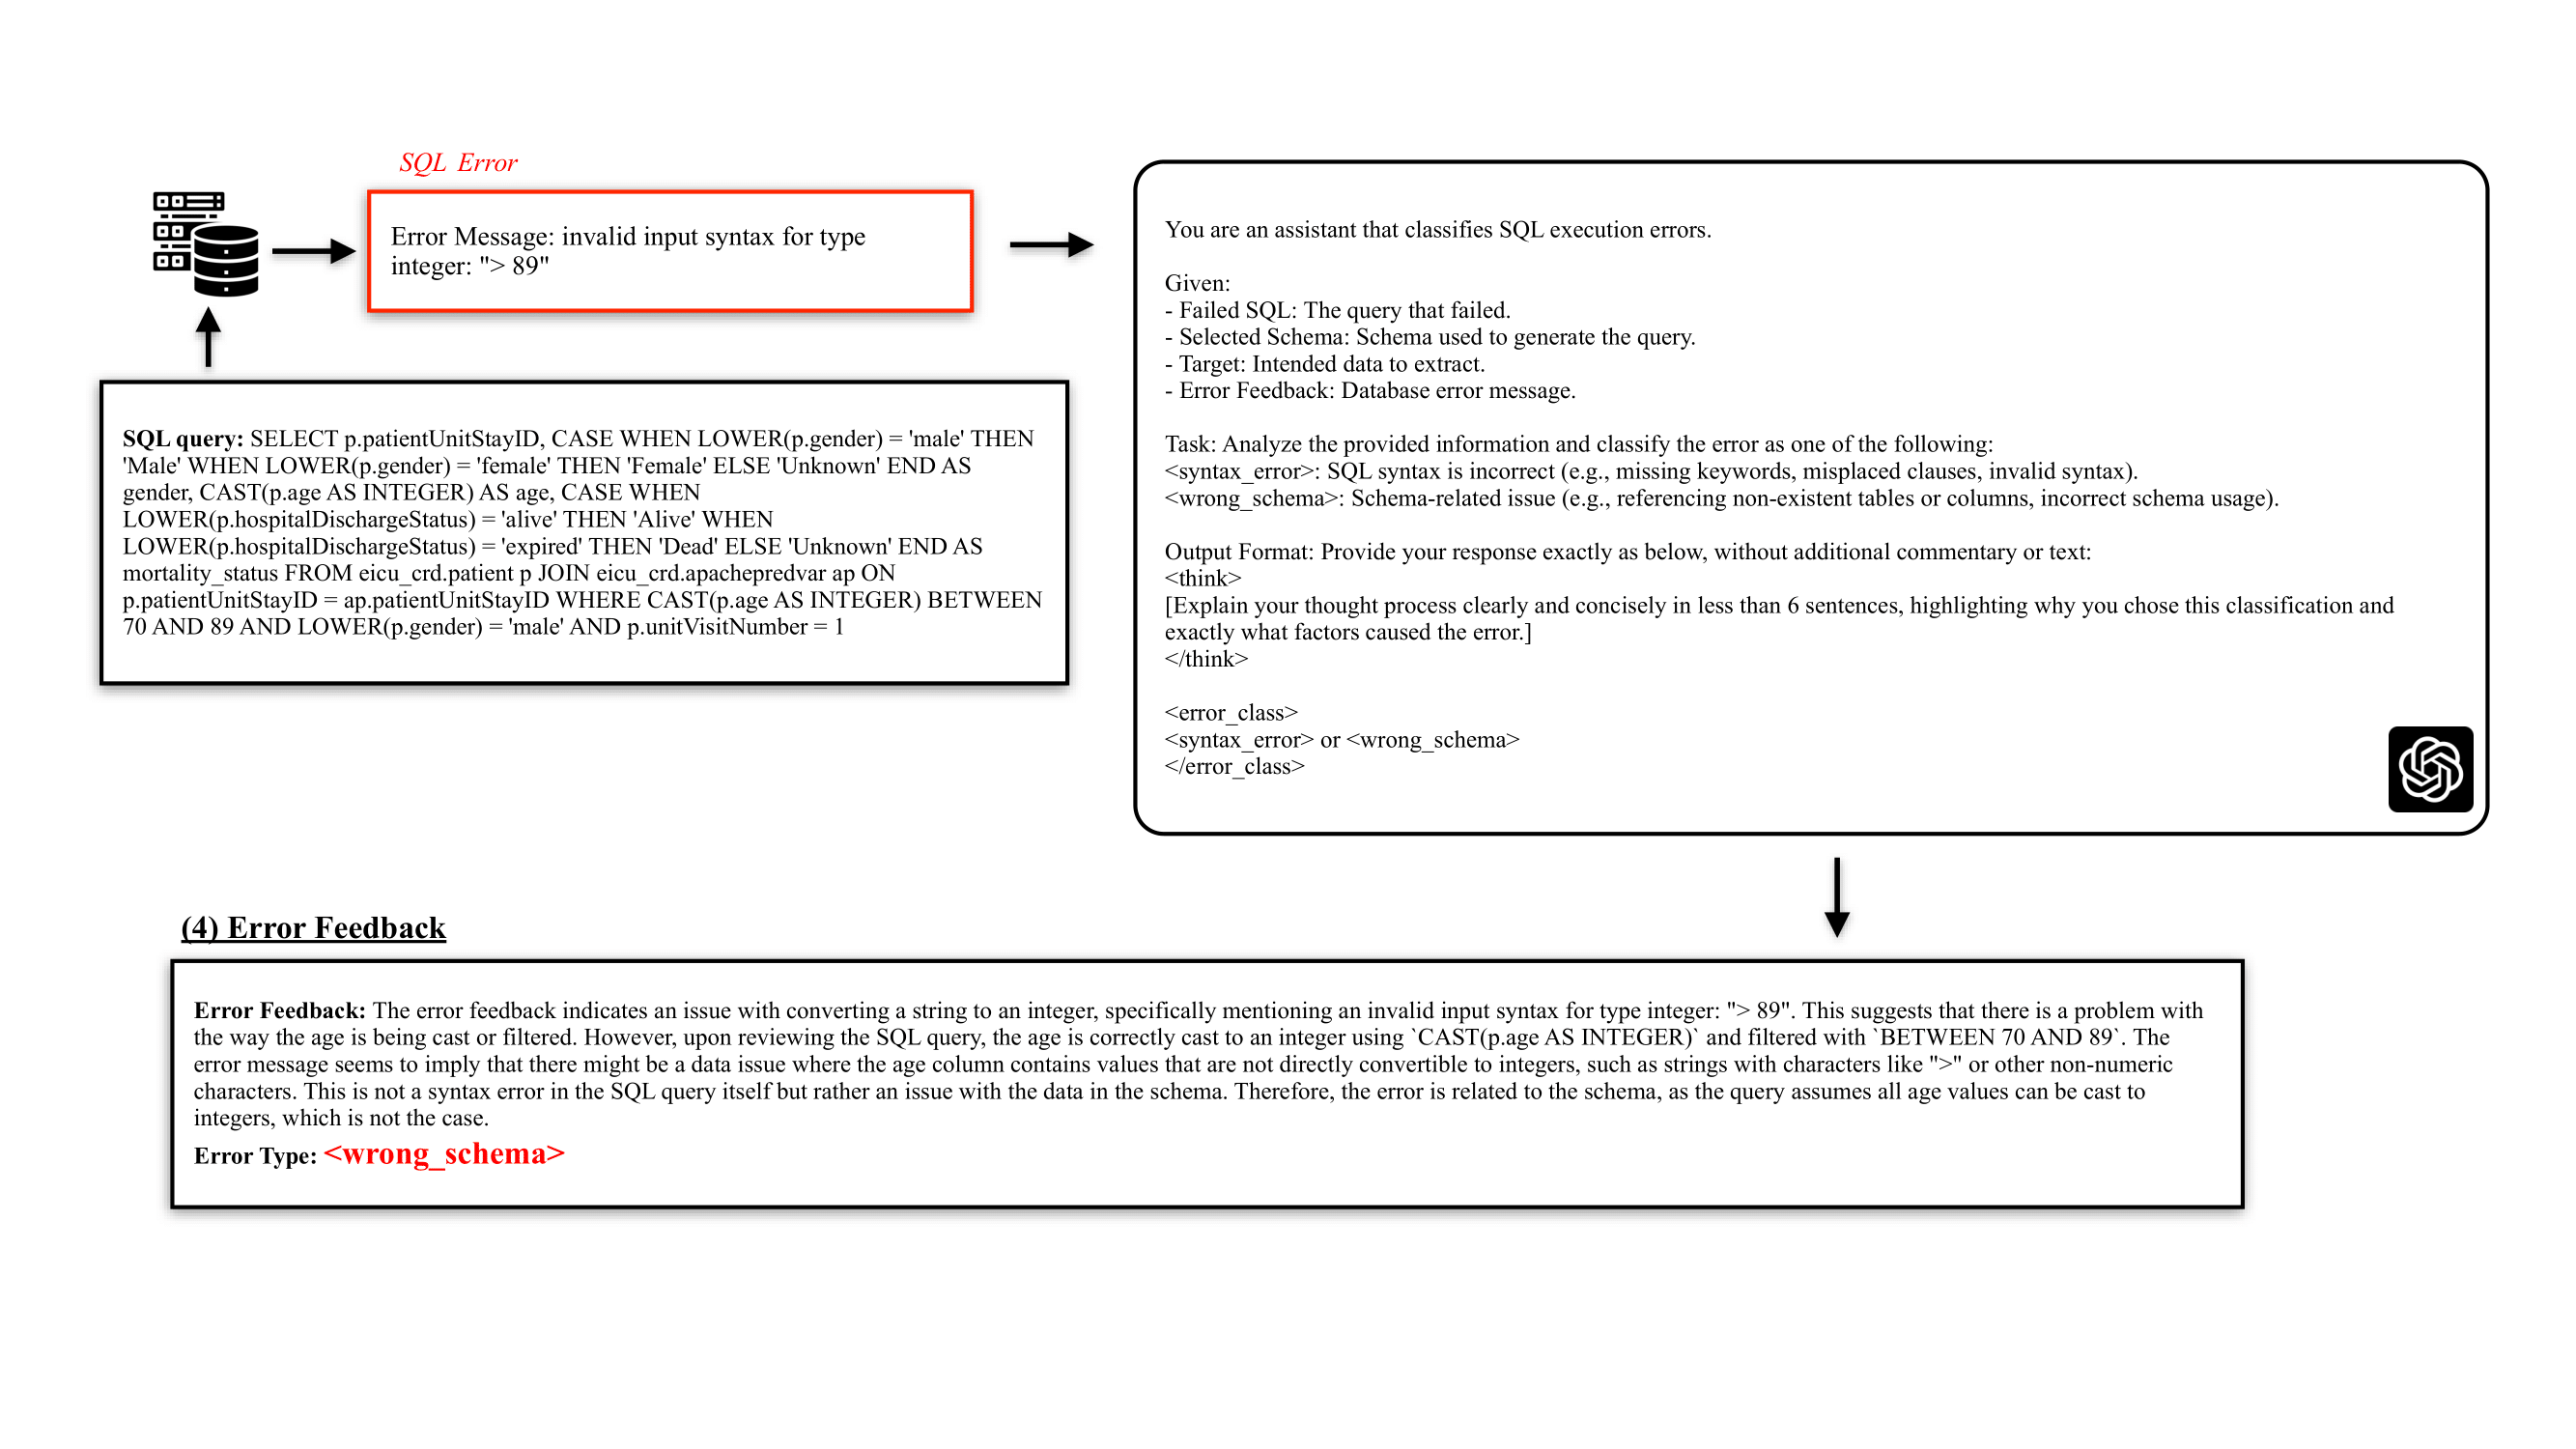 SQL Error
Error Message: invalid input syntax for type
integer: "> 89"
SQL query: SELECT p.patientUnitStayID, CASE WHEN LOWER(p.gender) = 'male' THEN
'Male' WHEN LOWER(p.gender) = 'female' THEN 'Female' ELSE 'Unknown' END AS
gender, CAST(p.age AS INTEGER) AS age, CASE WHEN
LOWER(p.hospitalDischargeStatus) = 'alive' THEN 'Alive' WHEN
LOWER(p.hospitalDischargeStatus) = 'expired' THEN 'Dead' ELSE 'Unknown' END AS
mortality_status FROM eicu_crd.patient p JOIN eicu_crd.apachepredvar ap ON
p.patientUnitStayID = ap.patientUnitStayID WHERE CAST(p.age AS INTEGER) BETWEEN
70 AND 89 AND LOWER(p.gender) = 'male' AND p.unitVisitNumber = 1
You are an assistant that classifies SQL execution errors.
Given:
- Failed SQL: The query that failed.
- Selected Schema: Schema used to generate the query.
- Target: Intended data to extract.
- Error Feedback: Database error message.
Task: Analyze the provided information and classify the error as one of the following:
<syntax_error>: SQL syntax is incorrect (e.g., missing keywords, misplaced clauses, invalid syntax).
<wrong_schema>: Schema-related issue (e.g., referencing non-existent tables or columns, incorrect schema usage).
Output Format: Provide your response exactly as below, without additional commentary or text:
<think>
[Explain your thought process clearly and concisely in less than 6 sentences, highlighting why you chose this classification and
exactly what factors caused the error.]
</think>
<error_class>
<syntax_error> or <wrong_schema>
</error_class>
(4) Error Feedback
Error Feedback: The error feedback indicates an issue with converting a string to an integer, specifically mentioning an invalid input syntax for type integer: "> 89". This suggests that there is a problem with
the way the age is being cast or filtered. However, upon reviewing the SQL query, the age is correctly cast to an integer using `CAST(p.age AS INTEGER)` and filtered with `BETWEEN 70 AND 89`. The
error message seems to imply that there might be a data issue where the age column contains values that are not directly convertible to integers, such as strings with characters like ">" or other non-numeric
characters. This is not a syntax error in the SQL query itself but rather an issue with the data in the schema. Therefore, the error is related to the schema, as the query assumes all age values can be cast to
integers, which is not the case.
Error Type: <wrong_schema>